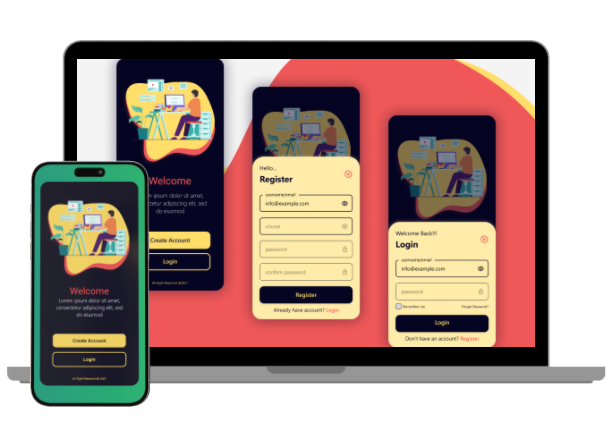 Welcome
Lorem ipsum dolor sit amet,
consectetur adipiscing elit, sed
do eiusmod
Create Account
Login
All Right Reserved @2021
Welcome
psum dolor sit amet,
etur adipiscing elit, sed
do eiusmod
Create Account
Login
All Right Reserved @2021
Hello...
Register
info@example.com
course
password
confirm password
Register
Already have account? Login
Welcome Back!!!
Login
info@example.com
password
Remember me
Forgot Password?
Login
Don't have an account? Register